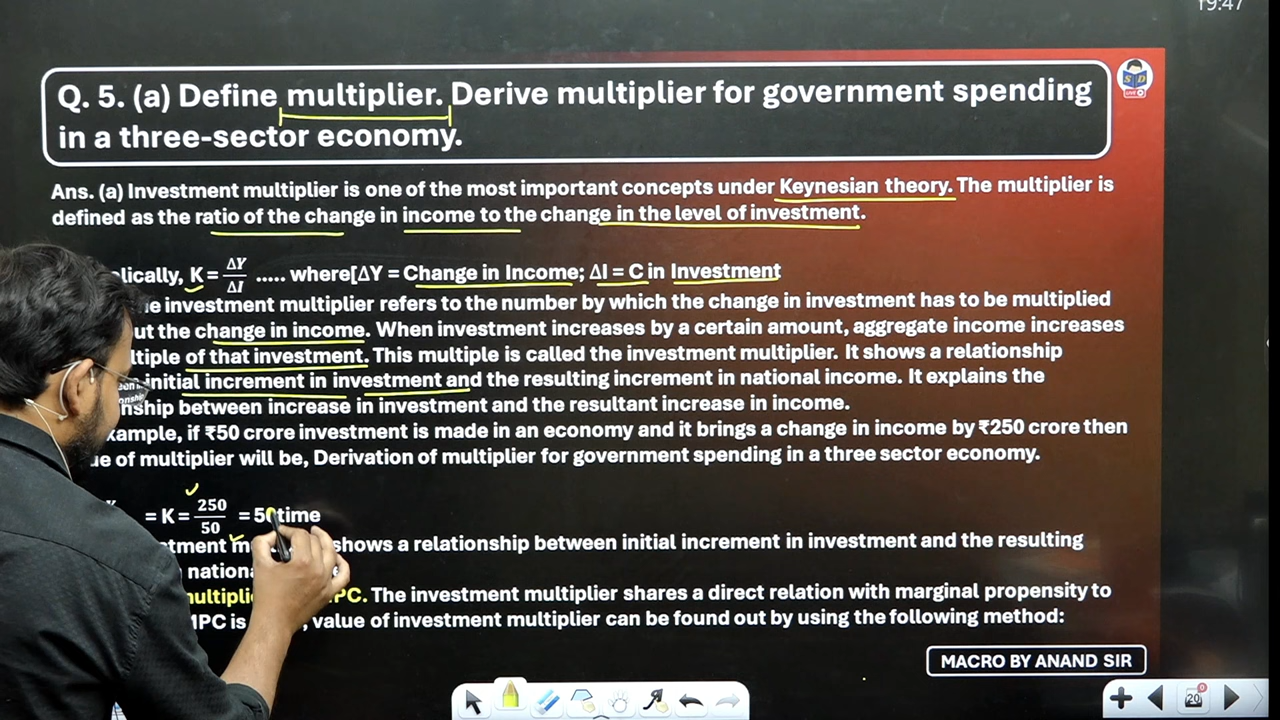 19:47
Q. 5. (a) Define multiplier. Derive multiplier for government spending
in a three-sector economy.
Ans. (a) Investment multiplier is one of the most important concepts under Keynesian theory. The multiplier is
defined as the ratio of the change in income to the change in the level of investment.
lically, K = ΔY/ΔI ..... where[ΔY = Change in Income; ΔI = C in Investment
e investment multiplier refers to the number by which the change in investment has to be multiplied
ut the change in income. When investment increases by a certain amount, aggregate income increases
ltiple of that investment. This multiple is called the investment multiplier. It shows a relationship
initial increment in investment and the resulting increment in national income. It explains the
nship between increase in investment and the resultant increase in income.
xample, if ₹50 crore investment is made in an economy and it brings a change in income by ₹250 crore then
ue of multiplier will be, Derivation of multiplier for government spending in a three sector economy.
= K = 250/50 = 50time
tment m shows a relationship between initial increment in investment and the resulting
nationa
multiplie PC. The investment multiplier shares a direct relation with marginal propensity to
MPC is , value of investment multiplier can be found out by using the following method:
MACRO BY ANAND SIR
20